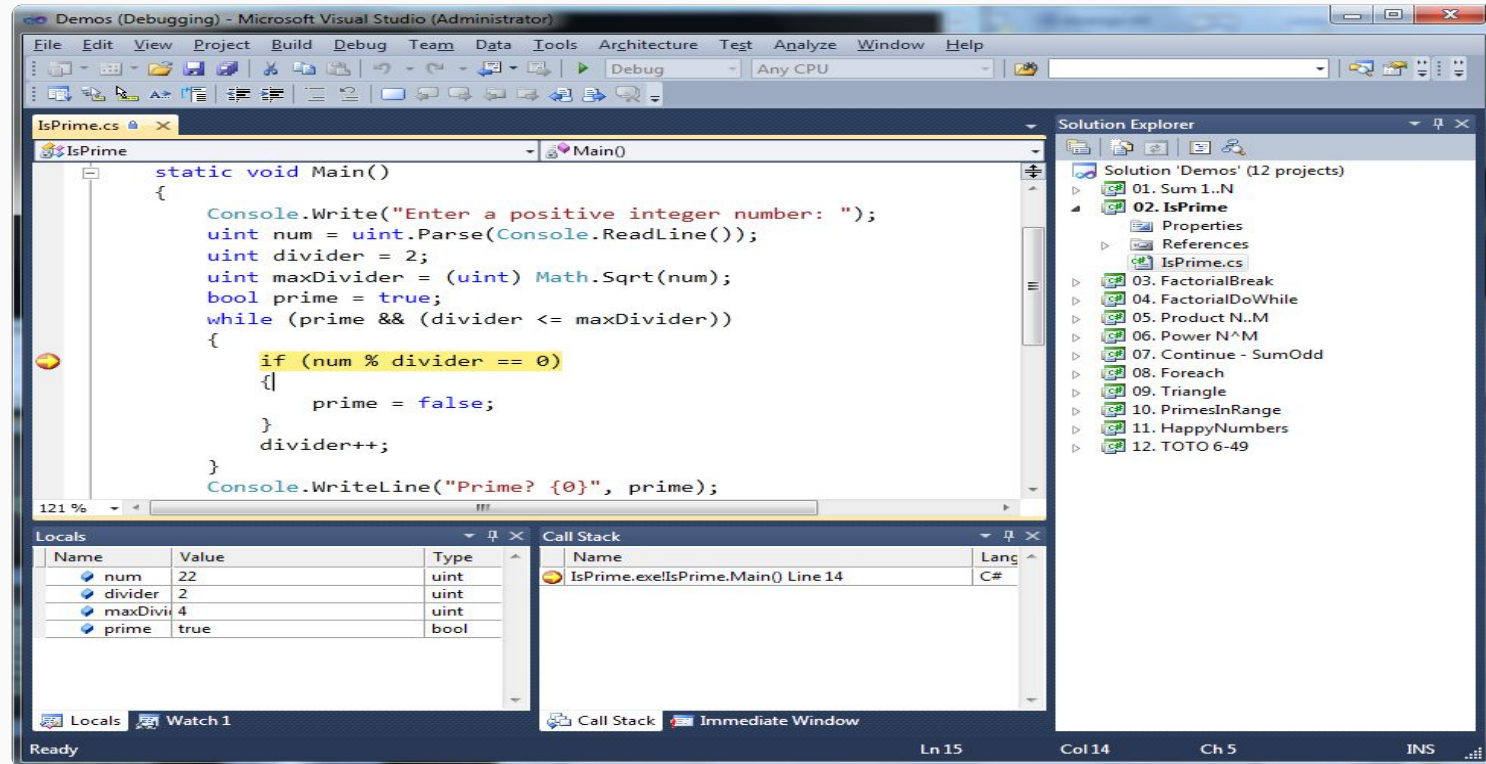 Demos (Debugging) - Microsoft Visual Studio (Administrator)
File Edit View Project Build Debug Team Data Tools Architecture Test Analyze Window Help
Debug Any CPU
IsPrime.cs
IsPrime Main()
static void Main()
{
Console.Write("Enter a positive integer number: ");
uint num = uint.Parse(Console.ReadLine());
uint divider = 2;
uint maxDivider = (uint) Math.Sqrt(num);
bool prime = true;
while (prime && (divider <= maxDivider))
{
if (num % divider == 0)
{
prime = false;
}
divider++;
}
Console.WriteLine("Prime? {0}", prime);
121 %
Solution Explorer
Solution 'Demos' (12 projects)
01. Sum 1..N
02. IsPrime
Properties
References
IsPrime.cs
03. FactorialBreak
04. FactorialDoWhile
05. Product N..M
06. Power N^M
07. Continue - SumOdd
08. Foreach
09. Triangle
10. PrimesInRange
11. HappyNumbers
12. TOTO 6-49
Locals
Name Value Type
num 22 uint
divider 2 uint
maxDivi 4 uint
prime true bool
Locals Watch 1
Call Stack
Name Lang
IsPrime.exe!IsPrime.Main() Line 14 C#
Call Stack Immediate Window
Ready Ln 15 Col 14 Ch 5 INS